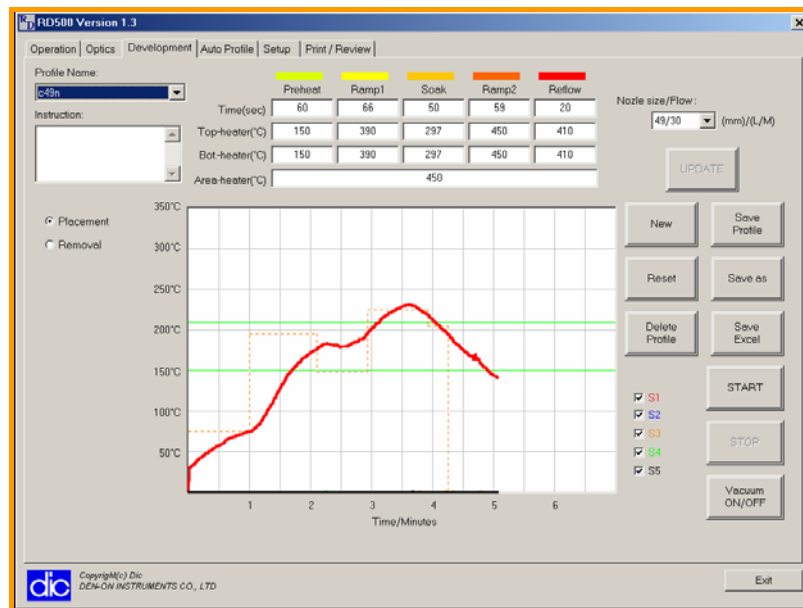 RD500 Version 1.3
Operation Optics Development Auto Profile Setup Print / Review
Profile Name:
c49n
Instruction:
Preheat Ramp1 Soak Ramp2 Reflow
Time(sec) 60 66 50 59 20
Top-heater(°C) 150 390 297 450 410
Bot-heater(°C) 150 390 297 450 410
Area-heater(°C) 450
Nozle size/Flow :
49/30 (mm)/(L/M)
UPDATE
Placement
Removal
350°C
300°C
250°C
200°C
150°C
100°C
50°C
1 2 3 4 5 6
Time/Minutes
New Save Profile
Reset Save as
Delete Profile Save Excel
S1
S2
S3
S4
S5
START
STOP
Vacuum ON/OFF
dic
Copyright(c) Dic
DEN-ON INSTRUMENTS CO., LTD
Exit